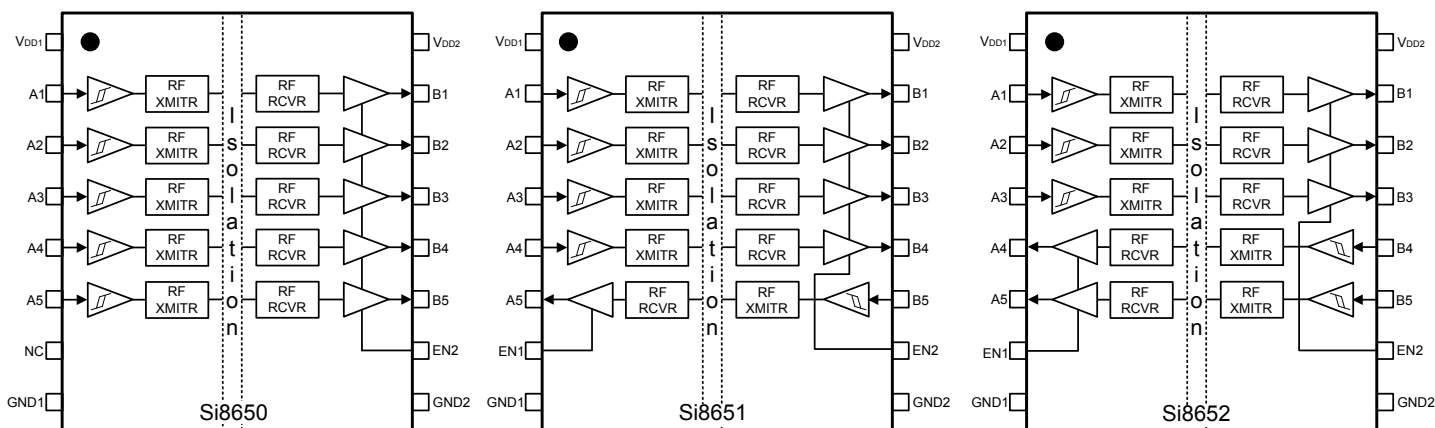 VDD1
VDD2
A1
RF XMITR
RF RCVR
B1
A2
RF XMITR
RF RCVR
B2
A3
RF XMITR
RF RCVR
B3
A4
RF XMITR
RF RCVR
B4
A5
RF XMITR
RF RCVR
B5
NC
EN2
GND1
GND2
Isolation
Si8650
VDD1
VDD2
A1
RF XMITR
RF RCVR
B1
A2
RF XMITR
RF RCVR
B2
A3
RF XMITR
RF RCVR
B3
A4
RF XMITR
RF RCVR
B4
A5
RF RCVR
RF XMITR
B5
EN1
EN2
GND1
GND2
Isolation
Si8651
VDD1
VDD2
A1
RF XMITR
RF RCVR
B1
A2
RF XMITR
RF RCVR
B2
A3
RF XMITR
RF RCVR
B3
A4
RF RCVR
RF XMITR
B4
A5
RF RCVR
RF XMITR
B5
EN1
EN2
GND1
GND2
Isolation
Si8652